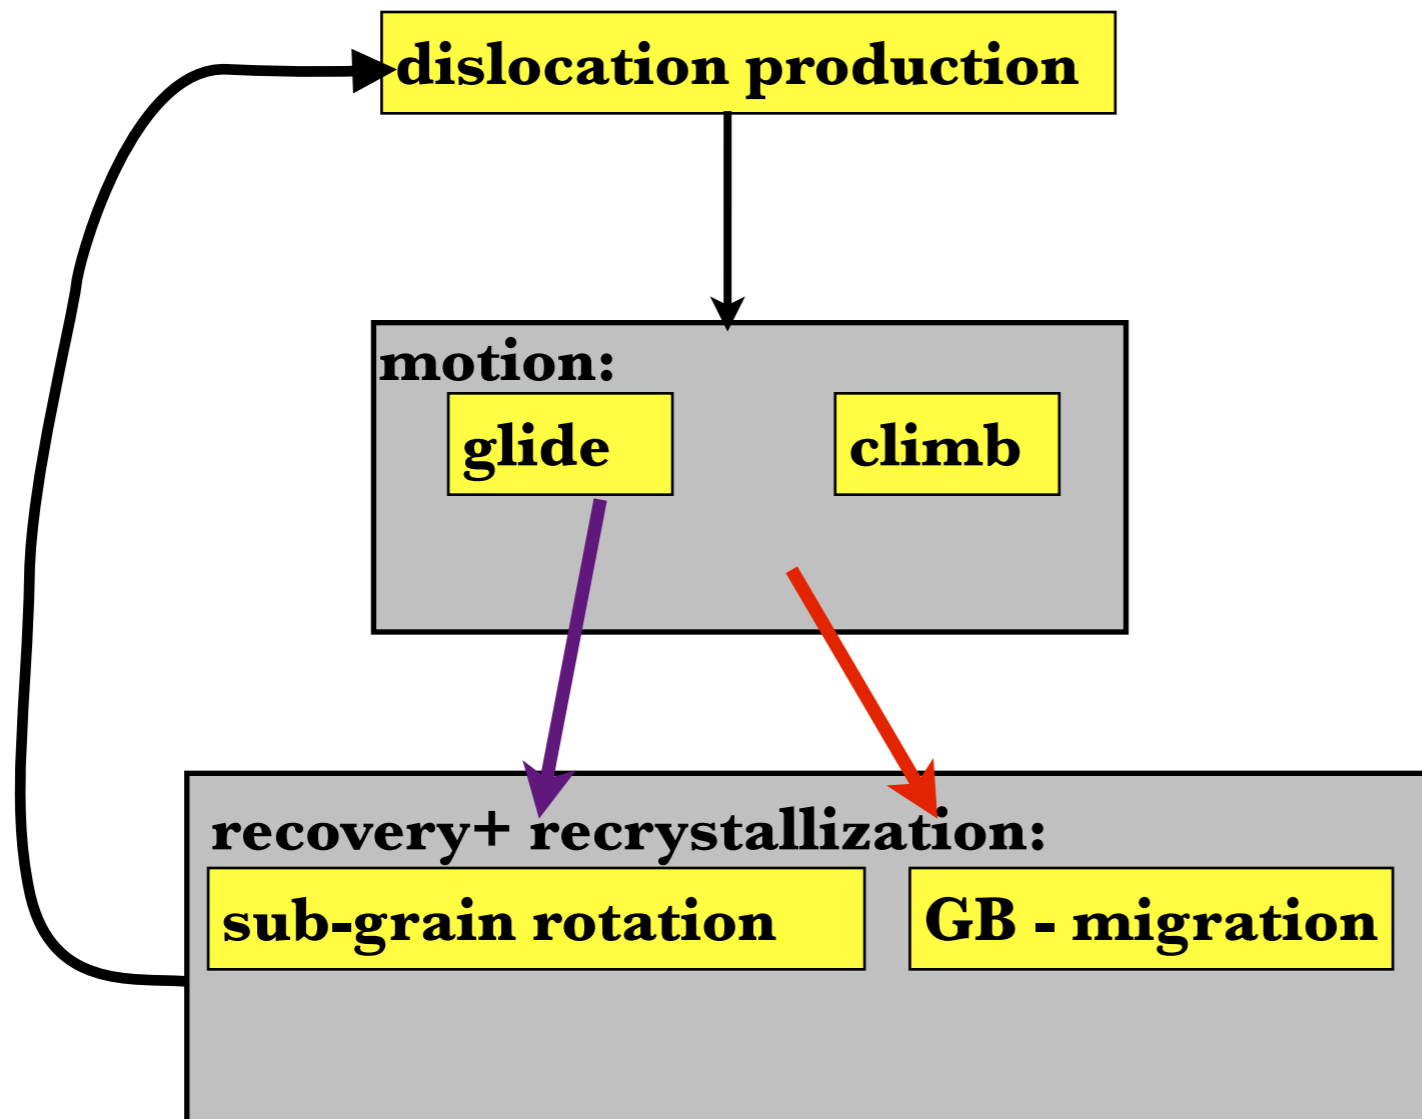 dislocation production
motion:
glide
climb
recovery+ recrystallization:
sub-grain rotation
GB - migration